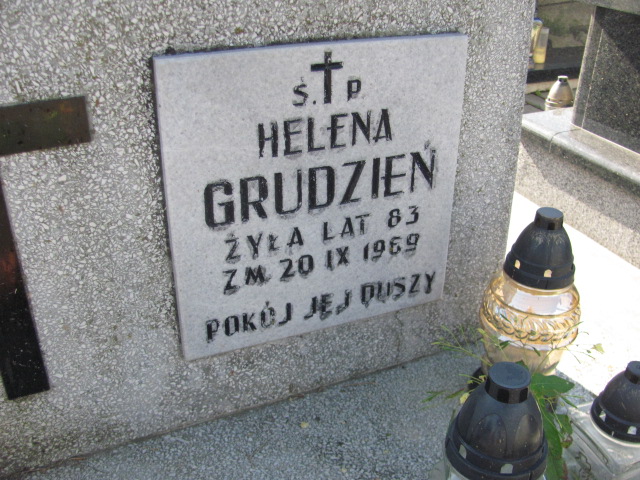 Ś. P
HELENA
GRUDZIEŃ
ŻYŁA LAT 83
ZM 20 IX 1969
POKÓJ JEJ DUSZY